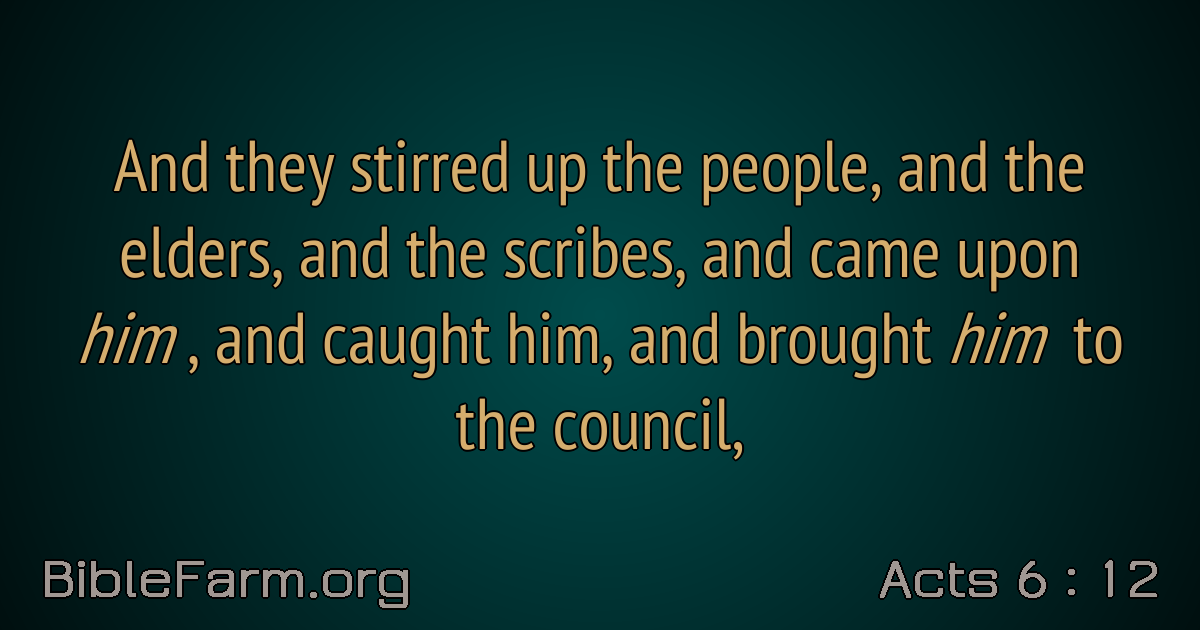 And they stirred up the people, and the
elders, and the scribes, and came upon
him , and caught him, and brought him to
the council,
BibleFarm.org
Acts 6 : 12